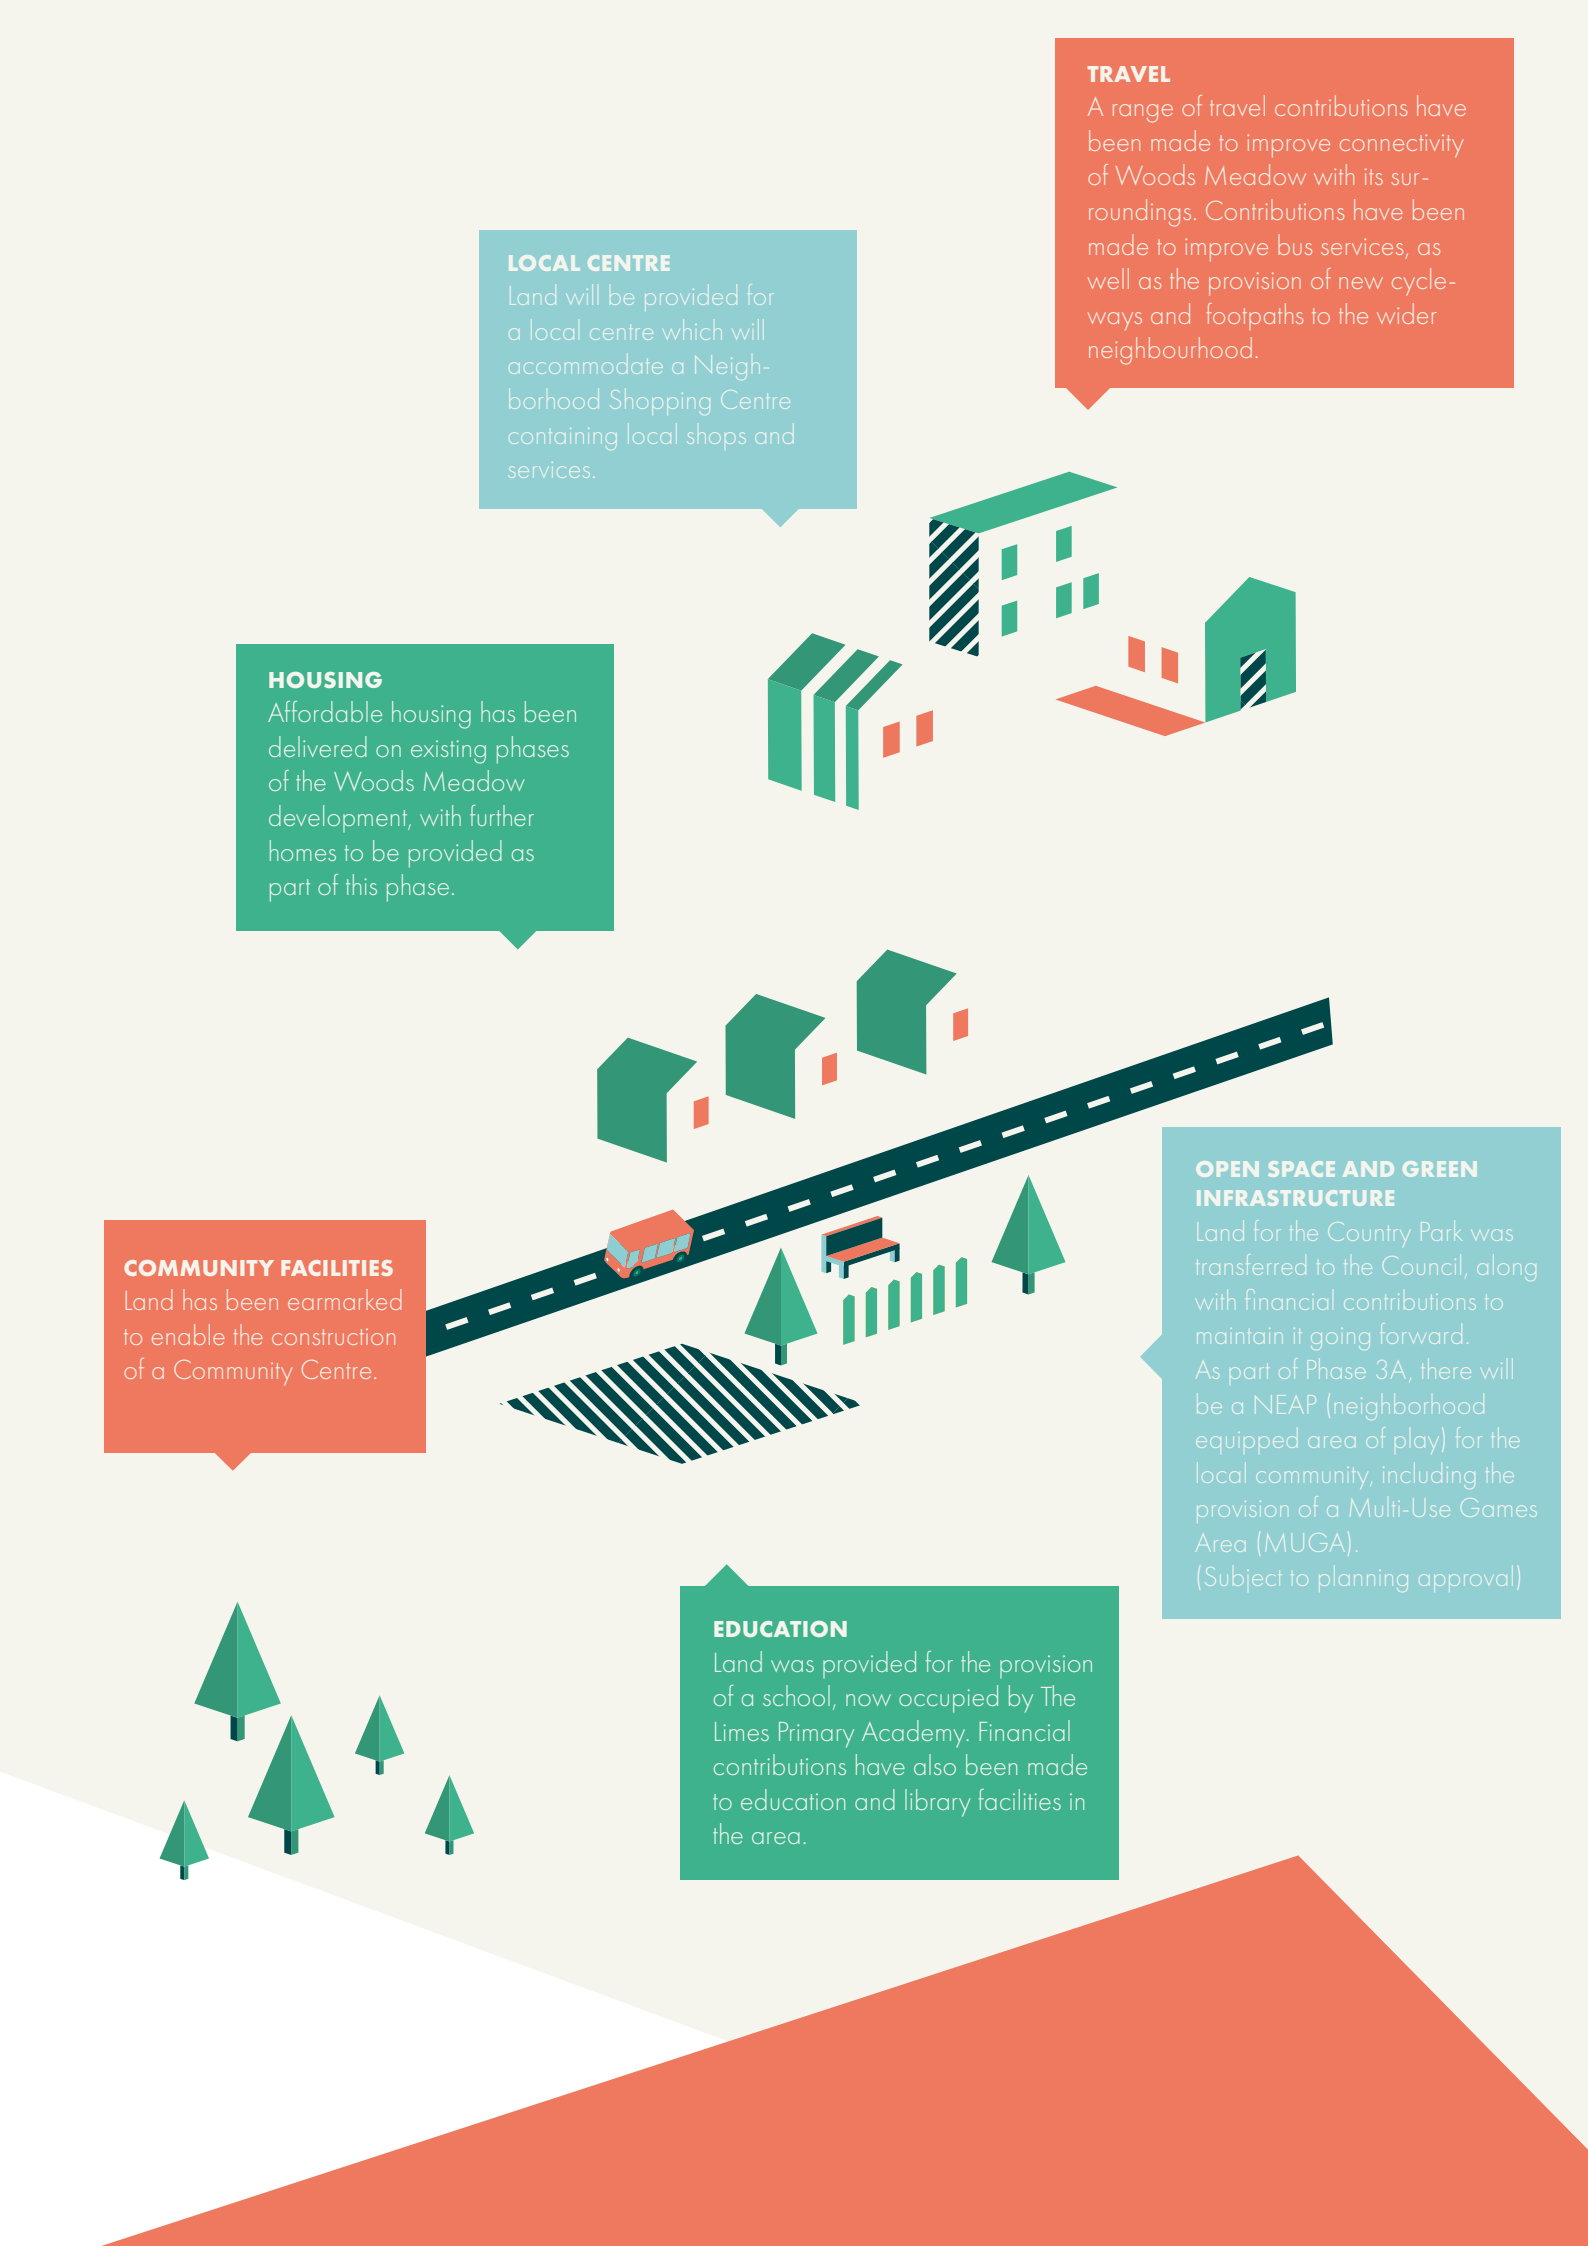 TRAVEL
A range of travel contributions have
been made to improve connectivity
of Woods Meadow with its sur-
roundings. Contributions have been
made to improve bus services, as
well as the provision of new cycle-
ways and  footpaths to the wider
neighbourhood.
LOCAL CENTRE
Land will be provided for
a local centre which will
accommodate a Neigh-
borhood Shopping Centre
containing local shops and
services.
HOUSING
Affordable housing has been
delivered on existing phases
of the Woods Meadow
development, with further
homes to be provided as
part of this phase.
OPEN SPACE AND GREEN
INFRASTRUCTURE
Land for the Country Park was
transferred to the Council, along
with financial contributions to
maintain it going forward.
As part of Phase 3A, there will
be a NEAP (neighborhood
equipped area of play) for the
local community, including the
provision of a Multi-Use Games
Area (MUGA).
(Subject to planning approval)
COMMUNITY FACILITIES
Land has been earmarked
to enable the construction
of a Community Centre.
EDUCATION
Land was provided for the provision
of a school, now occupied by The
Limes Primary Academy. Financial
contributions have also been made
to education and library facilities in
the area.